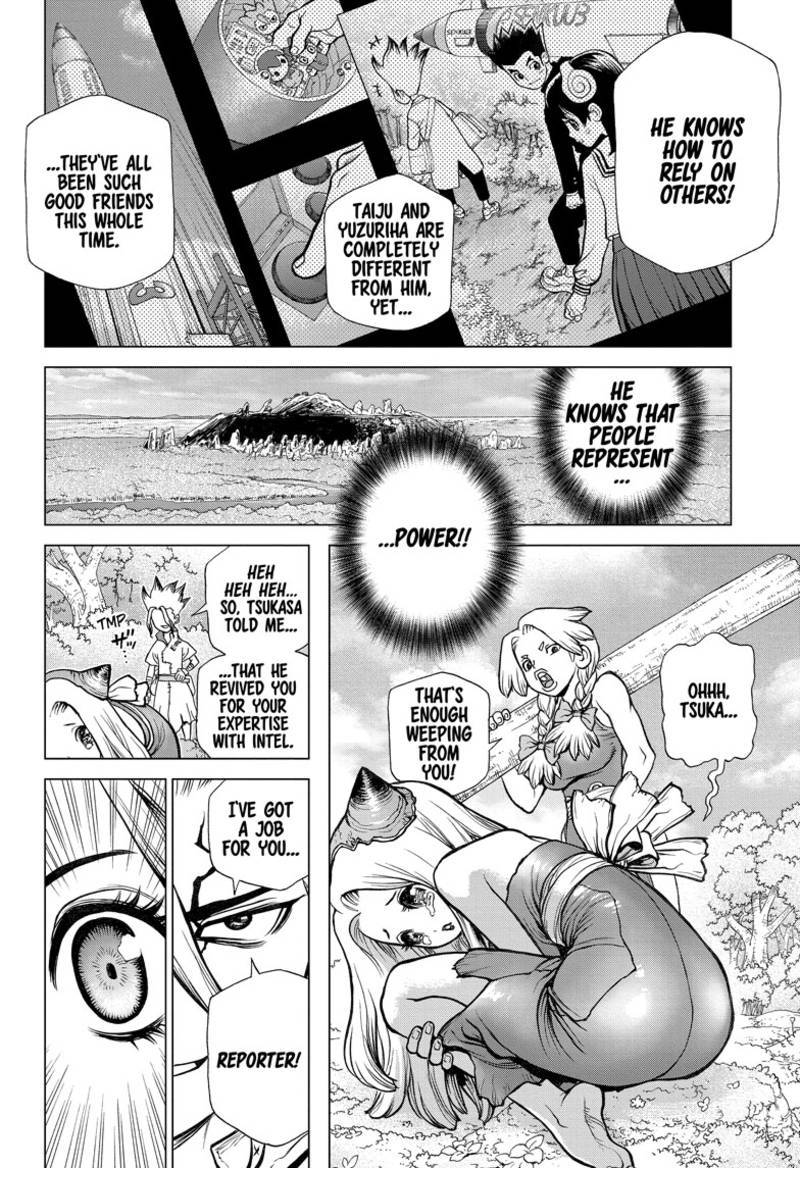 SENKUU3
HE KNOWS
HOW TO
RELY ON
OTHERS!
TAIJU AND
YUZURIHA ARE
COMPLETELY
DIFFERENT
FROM HIM,
YET...
...THEY'VE ALL
BEEN SUCH
GOOD FRIENDS
THIS WHOLE
TIME.
HE
KNOWS THAT
PEOPLE
REPRESENT
...
...POWER!!
OHHH,
TSUKA...
THAT'S
ENOUGH
WEEPING
FROM
YOU!
HEH
HEH HEH...
SO, TSUKASA
TOLD ME...
...THAT HE
REVIVED YOU
FOR YOUR
EXPERTISE
WITH INTEL.
TMP
I'VE GOT
A JOB
FOR YOU...
REPORTER!